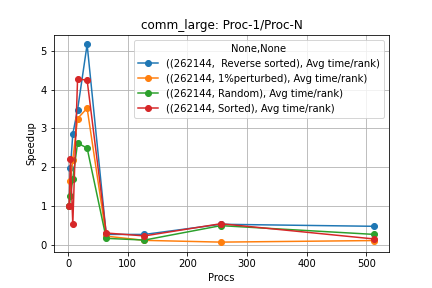 comm_large: Proc-1/Proc-N
None,None
((262144,  Reverse sorted), Avg time/rank)
((262144, 1%perturbed), Avg time/rank)
((262144, Random), Avg time/rank)
((262144, Sorted), Avg time/rank)
Speedup
5
4
3
2
1
0
0 100 200 300 400 500
Procs